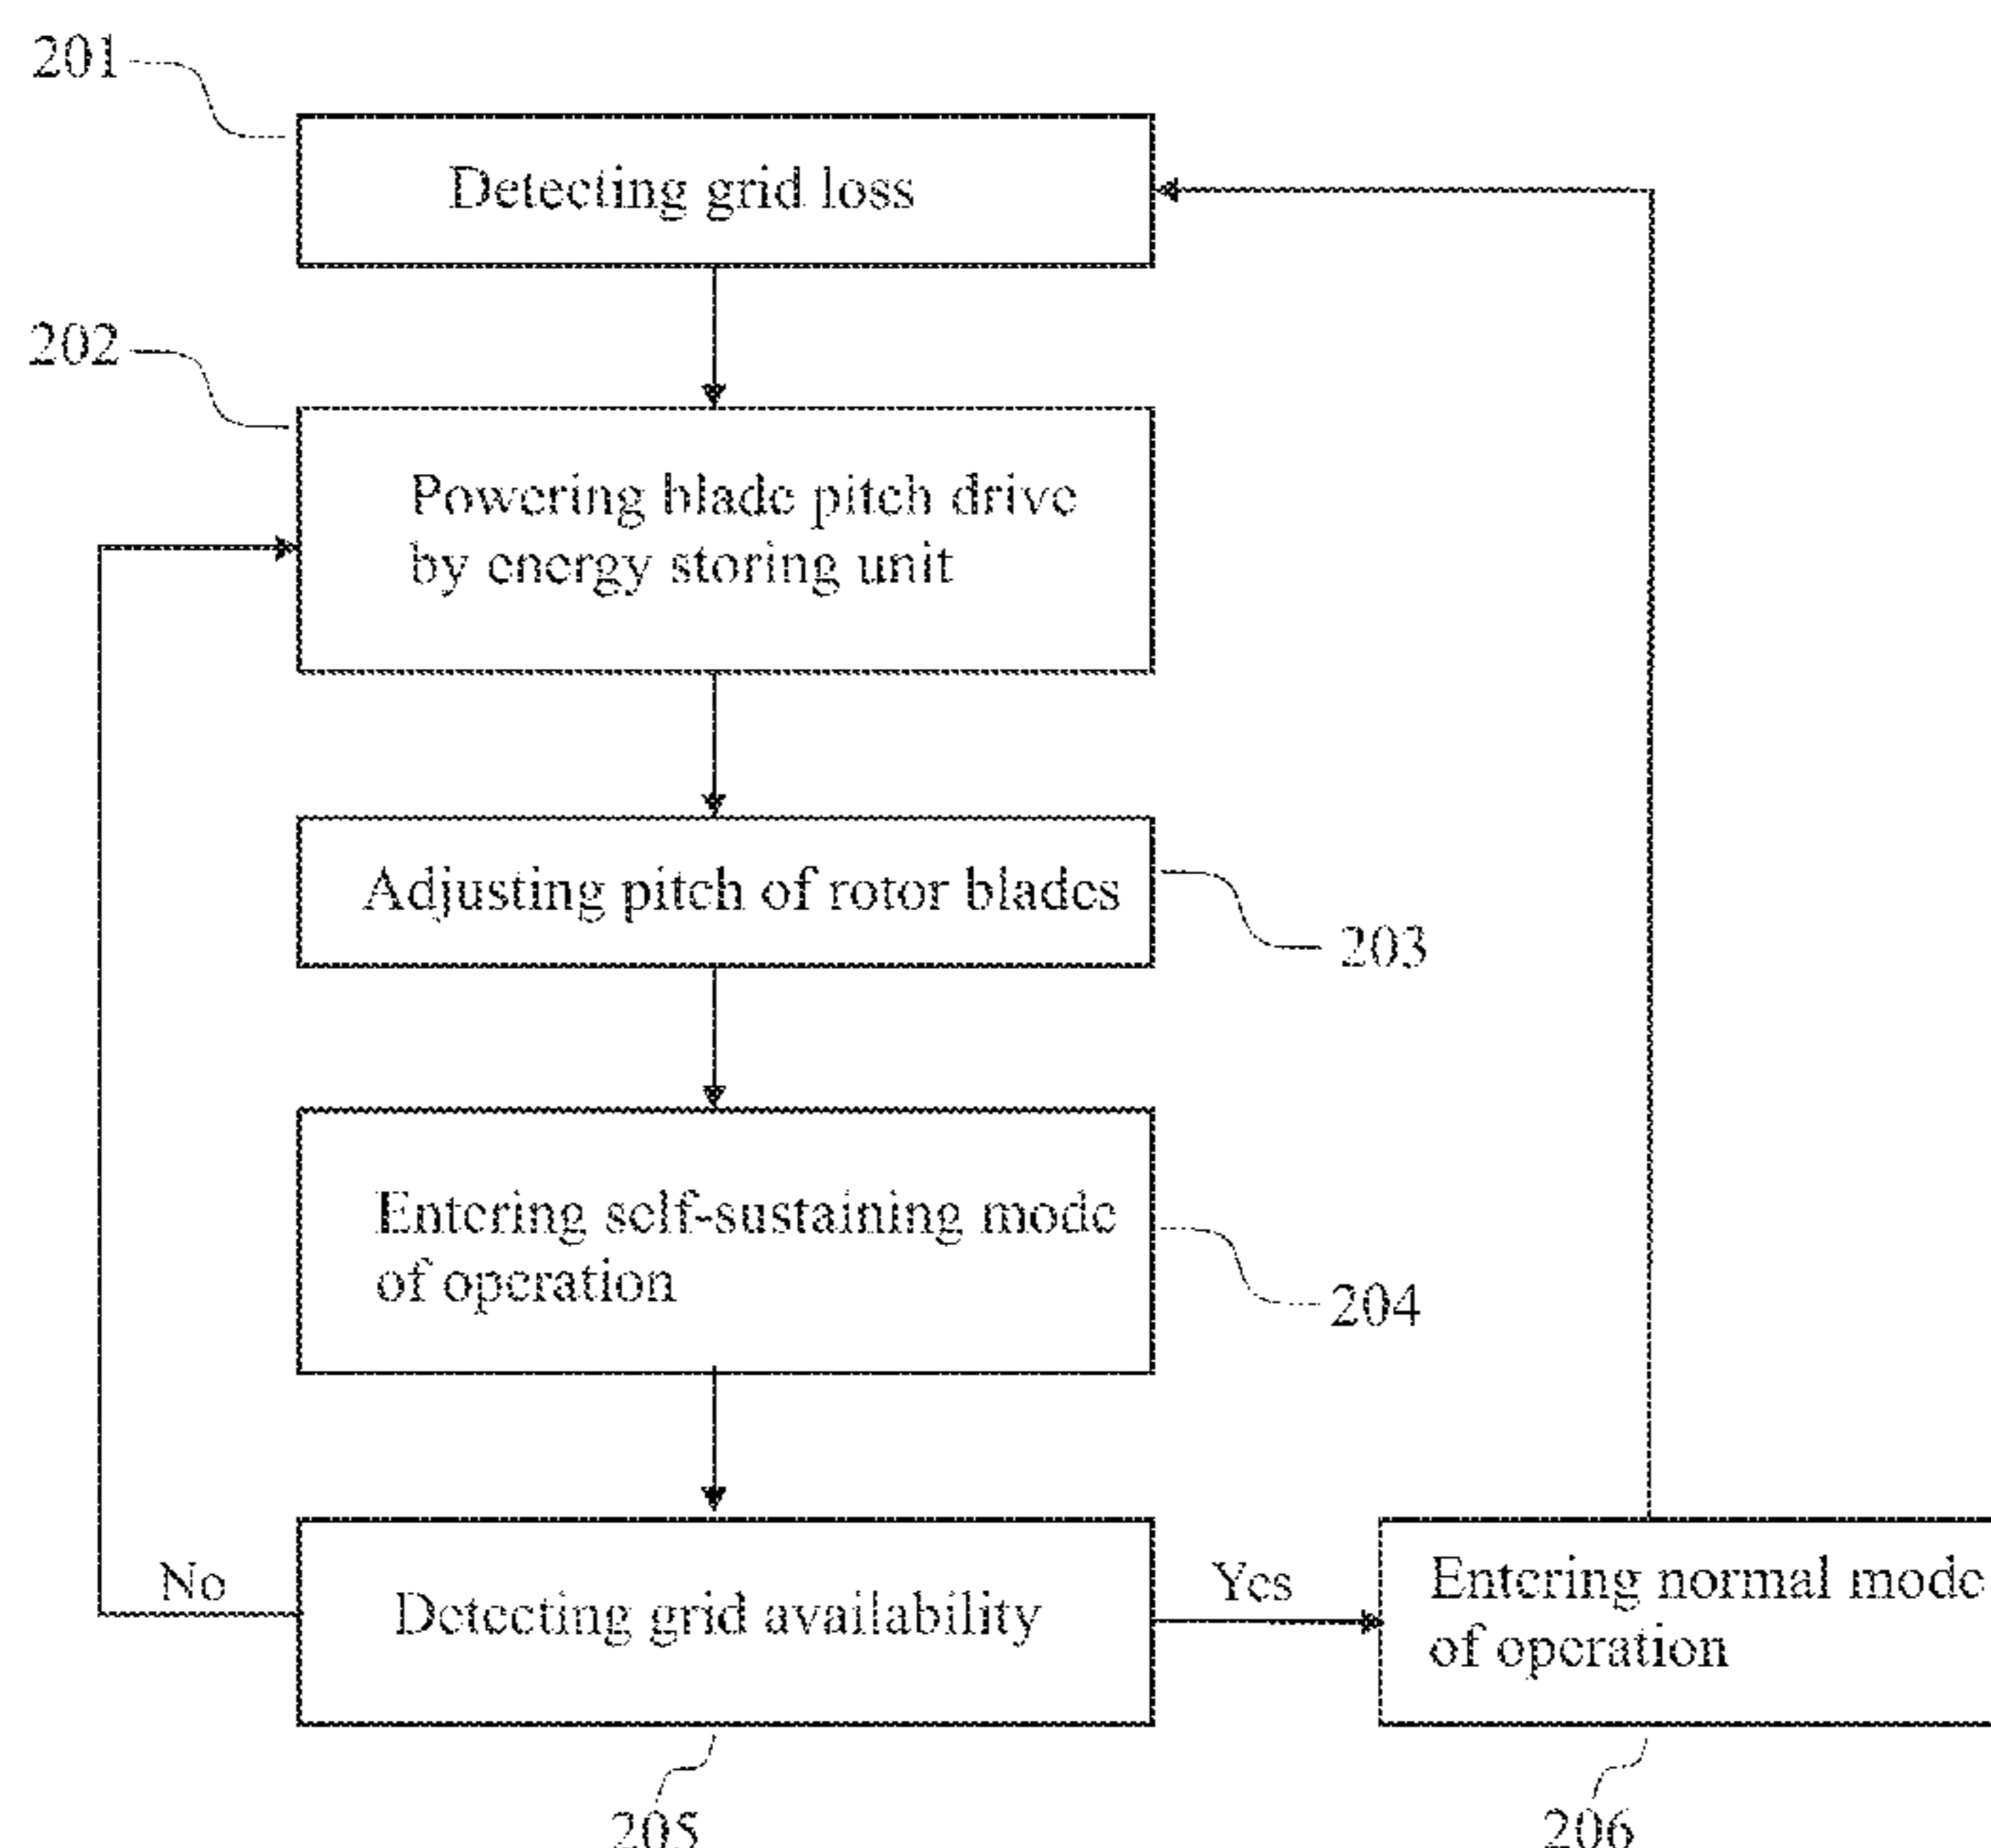 201
Detecting grid loss
202
Powering blade pitch drive
by energy storing unit
Adjusting pitch of rotor blades
203
Entering self-sustaining mode
of operation
204
No
Detecting grid availability
Yes
Entering normal mode
of operation
205
206